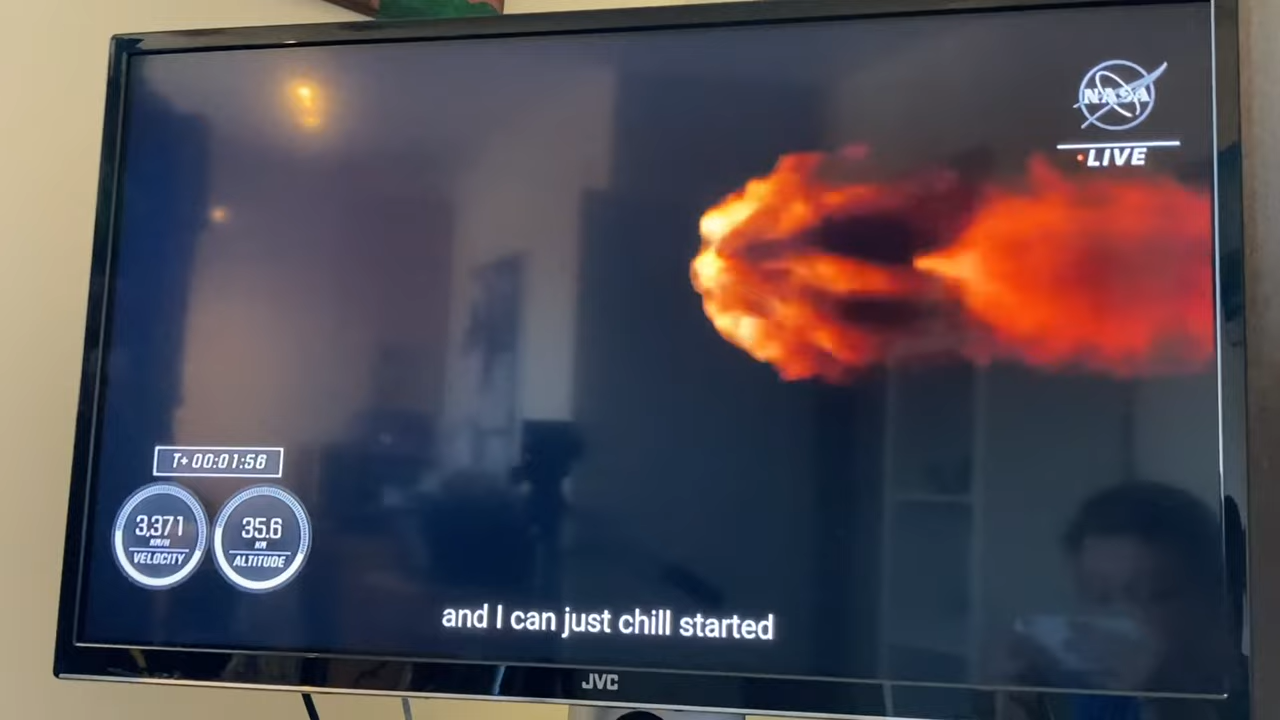 NASA
LIVE
T+ 00:01:56
3,371
KM/H
VELOCITY
35.6
KM
ALTITUDE
and I can just chill started
JVC